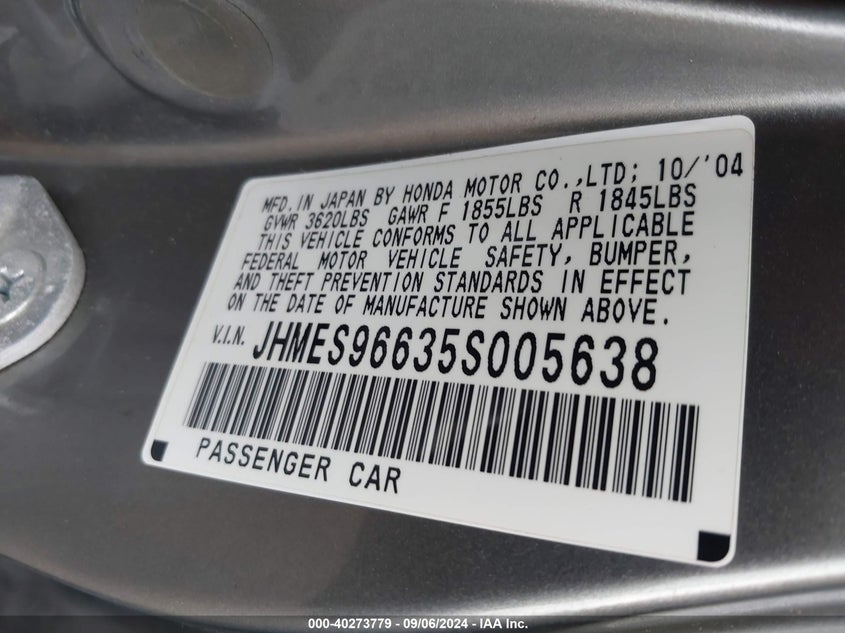 MFD. IN JAPAN BY HONDA MOTOR CO.,LTD; 10/'04
GVWR 3620LBS GAWR F 1855LBS R 1845LBS
THIS VEHICLE CONFORMS TO ALL APPLICABLE
FEDERAL MOTOR VEHICLE SAFETY, BUMPER,
AND THEFT PREVENTION STANDARDS IN EFFECT
ON THE DATE OF MANUFACTURE SHOWN ABOVE.
V.I.N. JHMES96635S005638
PASSENGER CAR
000-40273779 - 09/06/2024 - IAA Inc.